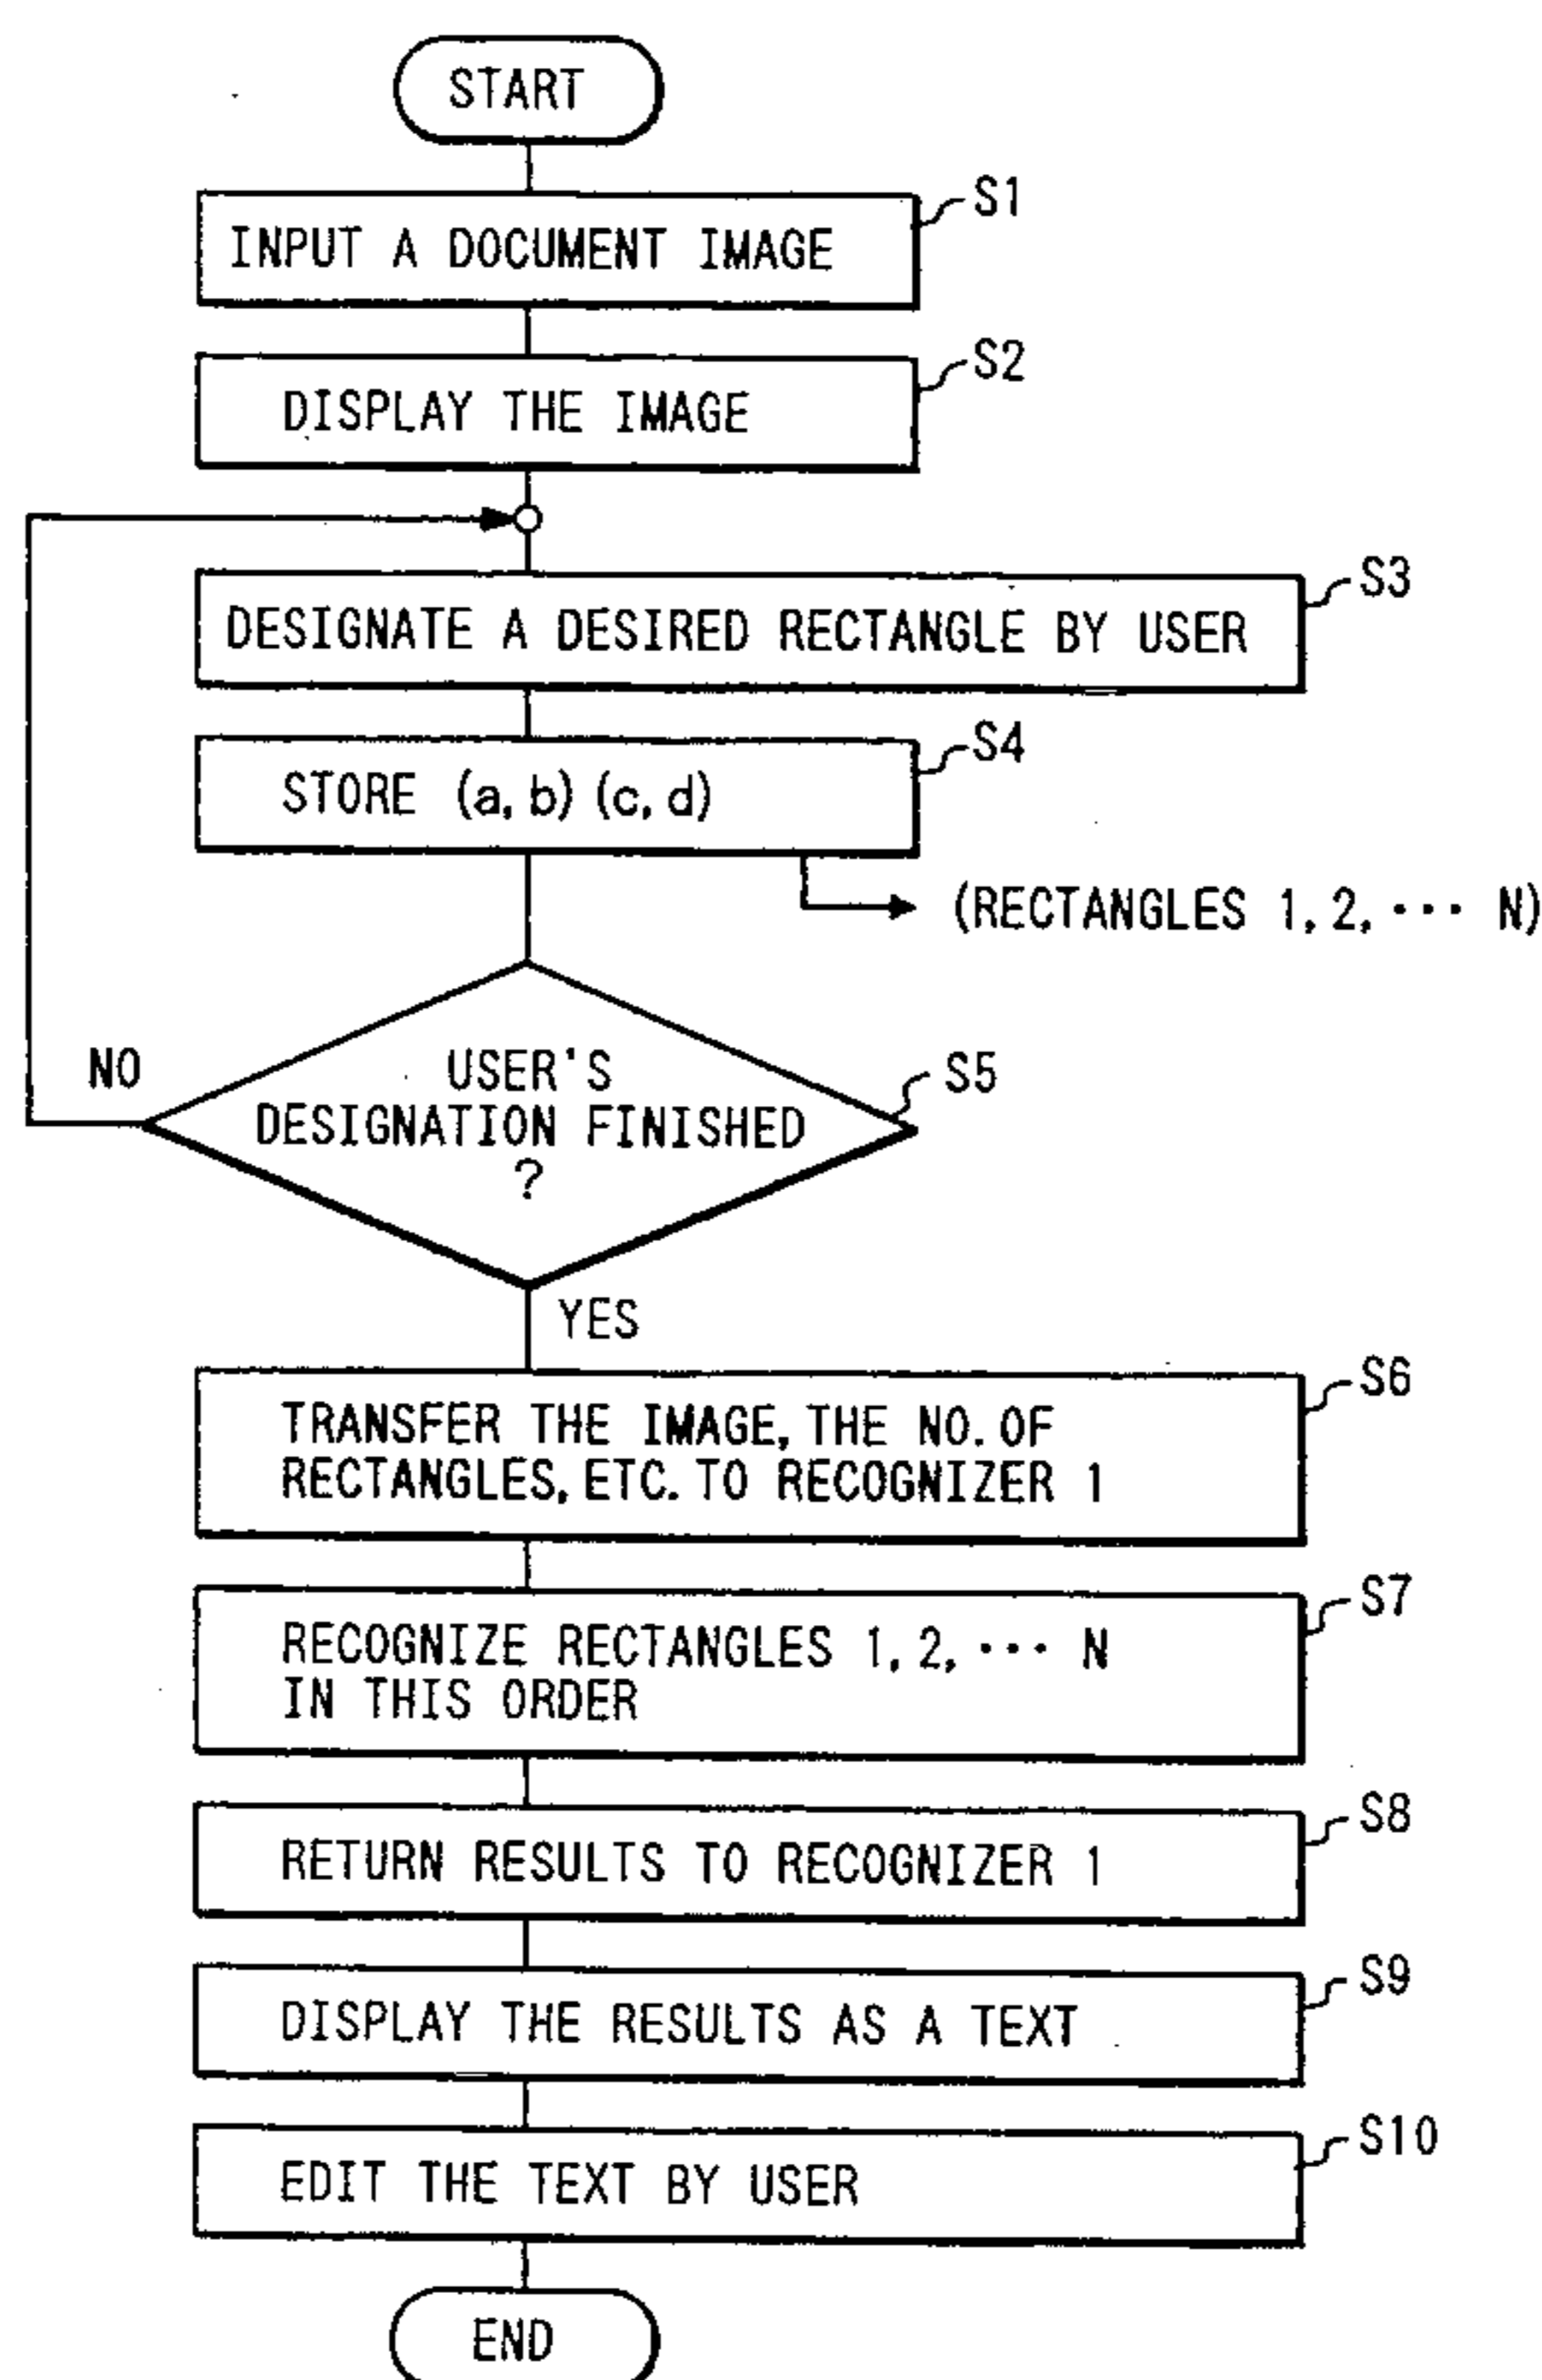 START
S1
INPUT A DOCUMENT IMAGE
S2
DISPLAY THE IMAGE
S3
DESIGNATE A DESIRED RECTANGLE BY USER
S4
STORE (a, b) (c, d)
(RECTANGLES 1, 2, ··· N)
NO
USER'S
DESIGNATION FINISHED
?
S5
YES
S6
TRANSFER THE IMAGE, THE NO. OF
RECTANGLES, ETC. TO RECOGNIZER 1
S7
RECOGNIZE RECTANGLES 1, 2, ··· N
IN THIS ORDER
S8
RETURN RESULTS TO RECOGNIZER 1
S9
DISPLAY THE RESULTS AS A TEXT
S10
EDIT THE TEXT BY USER
END